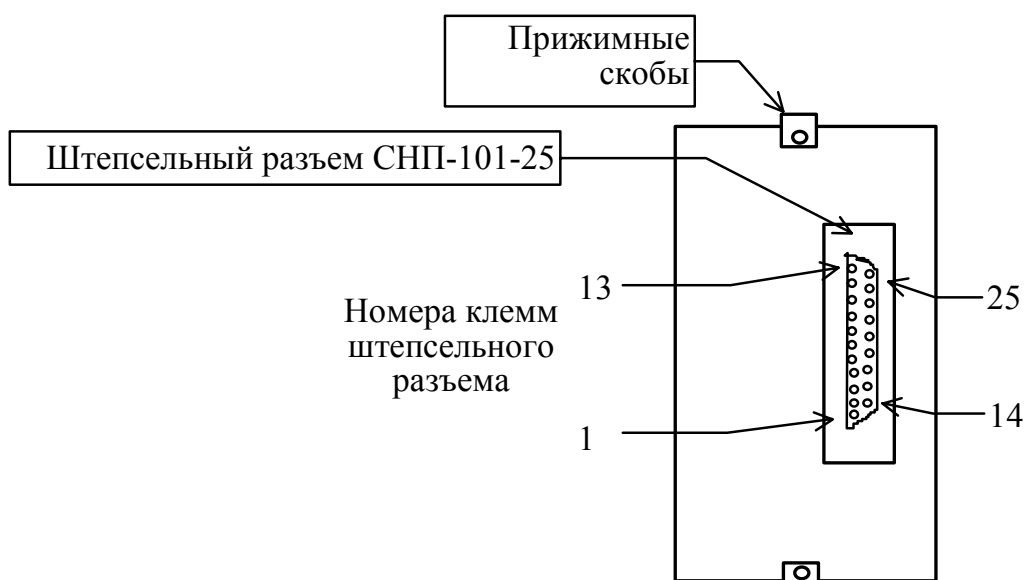 Прижимные
скобы
Штепсельный разъем СНП-101-25
13
25
Номера клемм
штепсельного
разъема
14
1